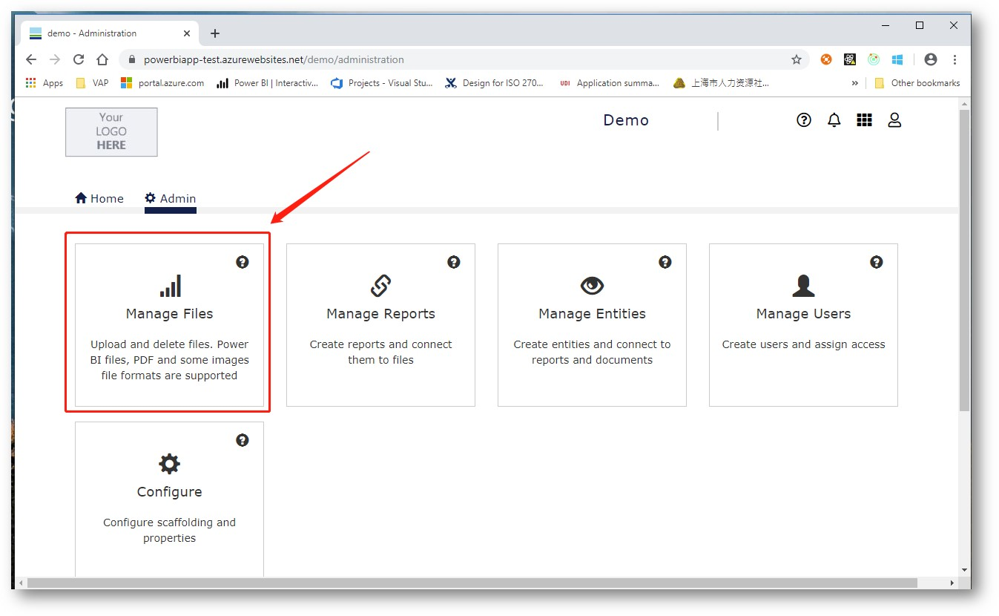 demo - Administration
powerbiapp-test.azurewebsites.net/demo/administration
Apps VAP portal.azure.com Power BI | Interactiv... Projects - Visual Stu... Design for ISO 270... UDI Application summa... 上海市人力资源社... » Other bookmarks
Your
LOGO
HERE
Demo
Home Admin
Manage Files
Upload and delete files. Power
BI files, PDF and some images
file formats are supported
Manage Reports
Create reports and connect
them to files
Manage Entities
Create entities and connect to
reports and documents
Manage Users
Create users and assign access
Configure
Configure scaffolding and
properties